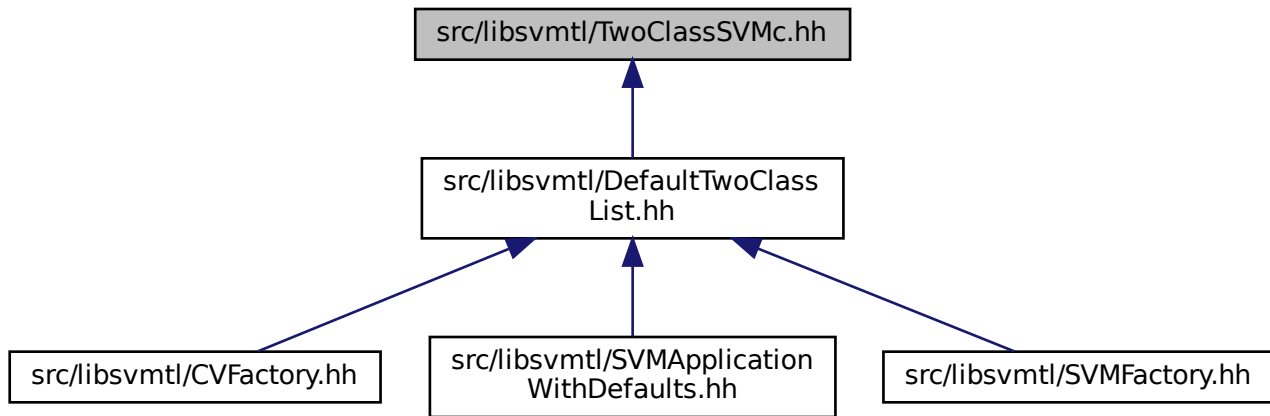 src/libsvmtl/TwoClassSVMc.hh
src/libsvmtl/DefaultTwoClass
List.hh
src/libsvmtl/CVFactory.hh
src/libsvmtl/SVMApplication
WithDefaults.hh
src/libsvmtl/SVMFactory.hh